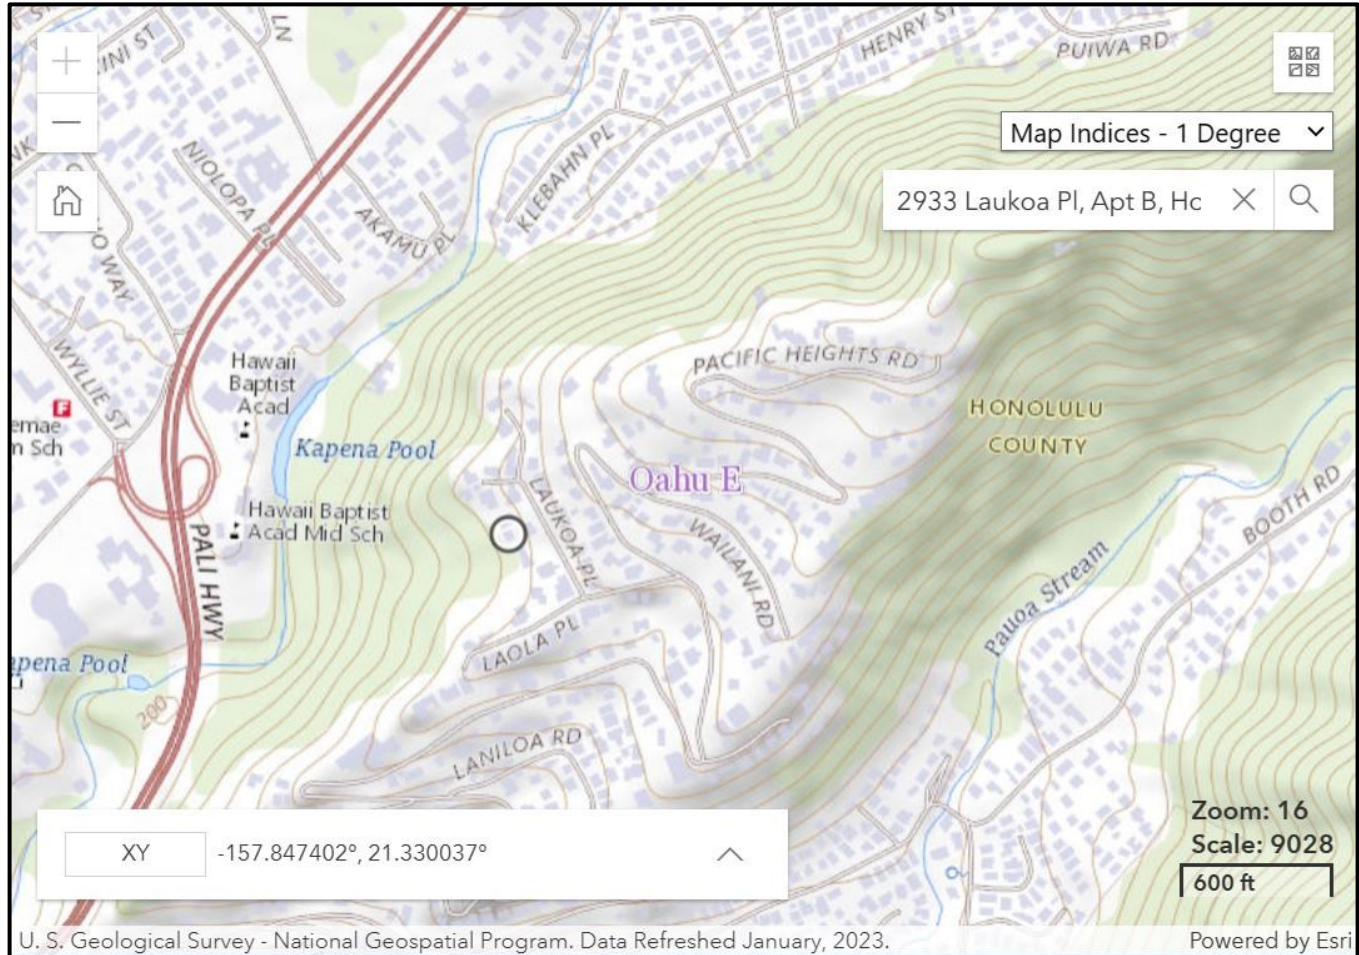 LN
INI ST
HENRY ST
PUIWA RD
Map Indices - 1 Degree
2933 Laukoa Pl, Apt B, Hc
NIOLOPA PL
KLEBAHN PL
AKAMU PL
O WAY
WYLLIE ST
Hawaii
Baptist
Acad
PACIFIC HEIGHTS RD
F
emae
n Sch
HONOLULU
COUNTY
Kapena Pool
Oahu E
LAUKOA PL
BOOTH RD
Hawaii Baptist
Acad Mid Sch
WAILANI RD
PALI HWY
Pauoa Stream
LAOLA PL
apena Pool
200
LANILOA RD
XY
-157.847402°, 21.330037°
Zoom: 16
Scale: 9028
600 ft
U. S. Geological Survey - National Geospatial Program. Data Refreshed January, 2023.
Powered by Esri